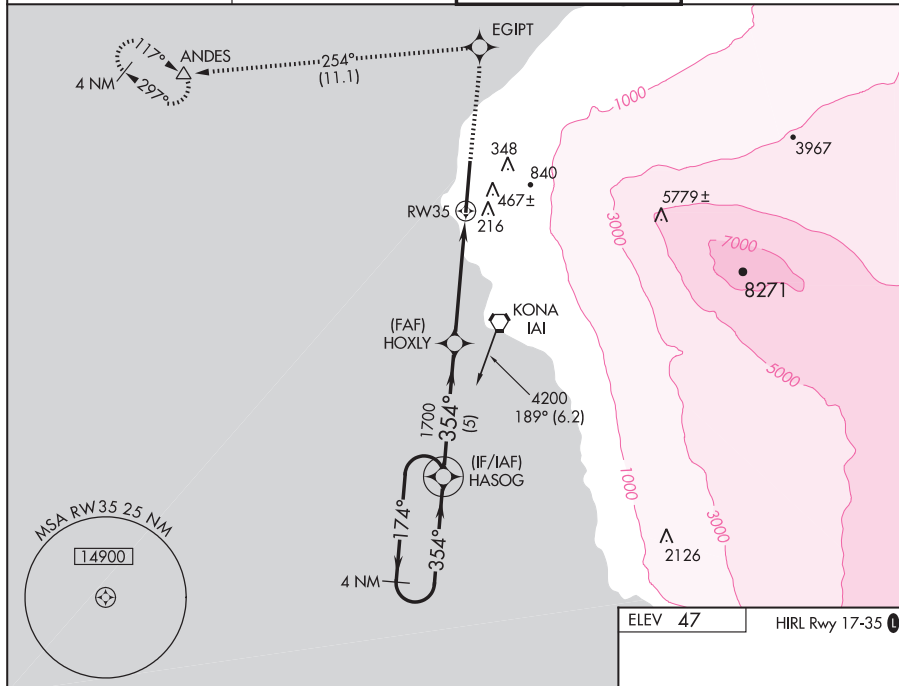 EGIPT
ANDES
117°
297°
4 NM
254°
(11.1)
1000
3967
348
840
467±
216
RW35
3000
5779±
7000
8271
KONA
IAI
(FAF)
HOXLY
4200
189° (6.2)
5000
1700
354°
(5)
(IF/IAF)
HASOG
174°
354°
4 NM
1000
3000
2126
MSA RW35 25 NM
14900
ELEV 47
HIRL Rwy 17-35 L